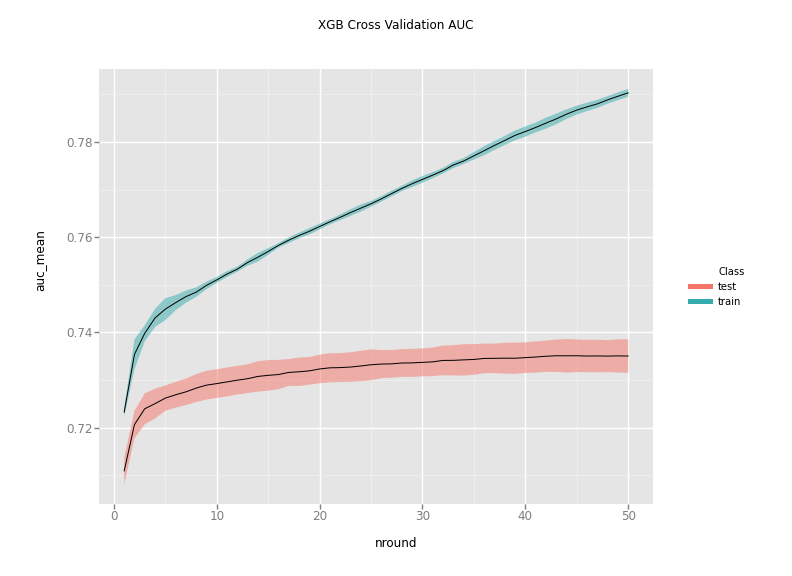 XGB Cross Validation AUC
auc_mean
0.78
0.76
0.74
0.72
0 10 20 30 40 50
nround
Class
test
train